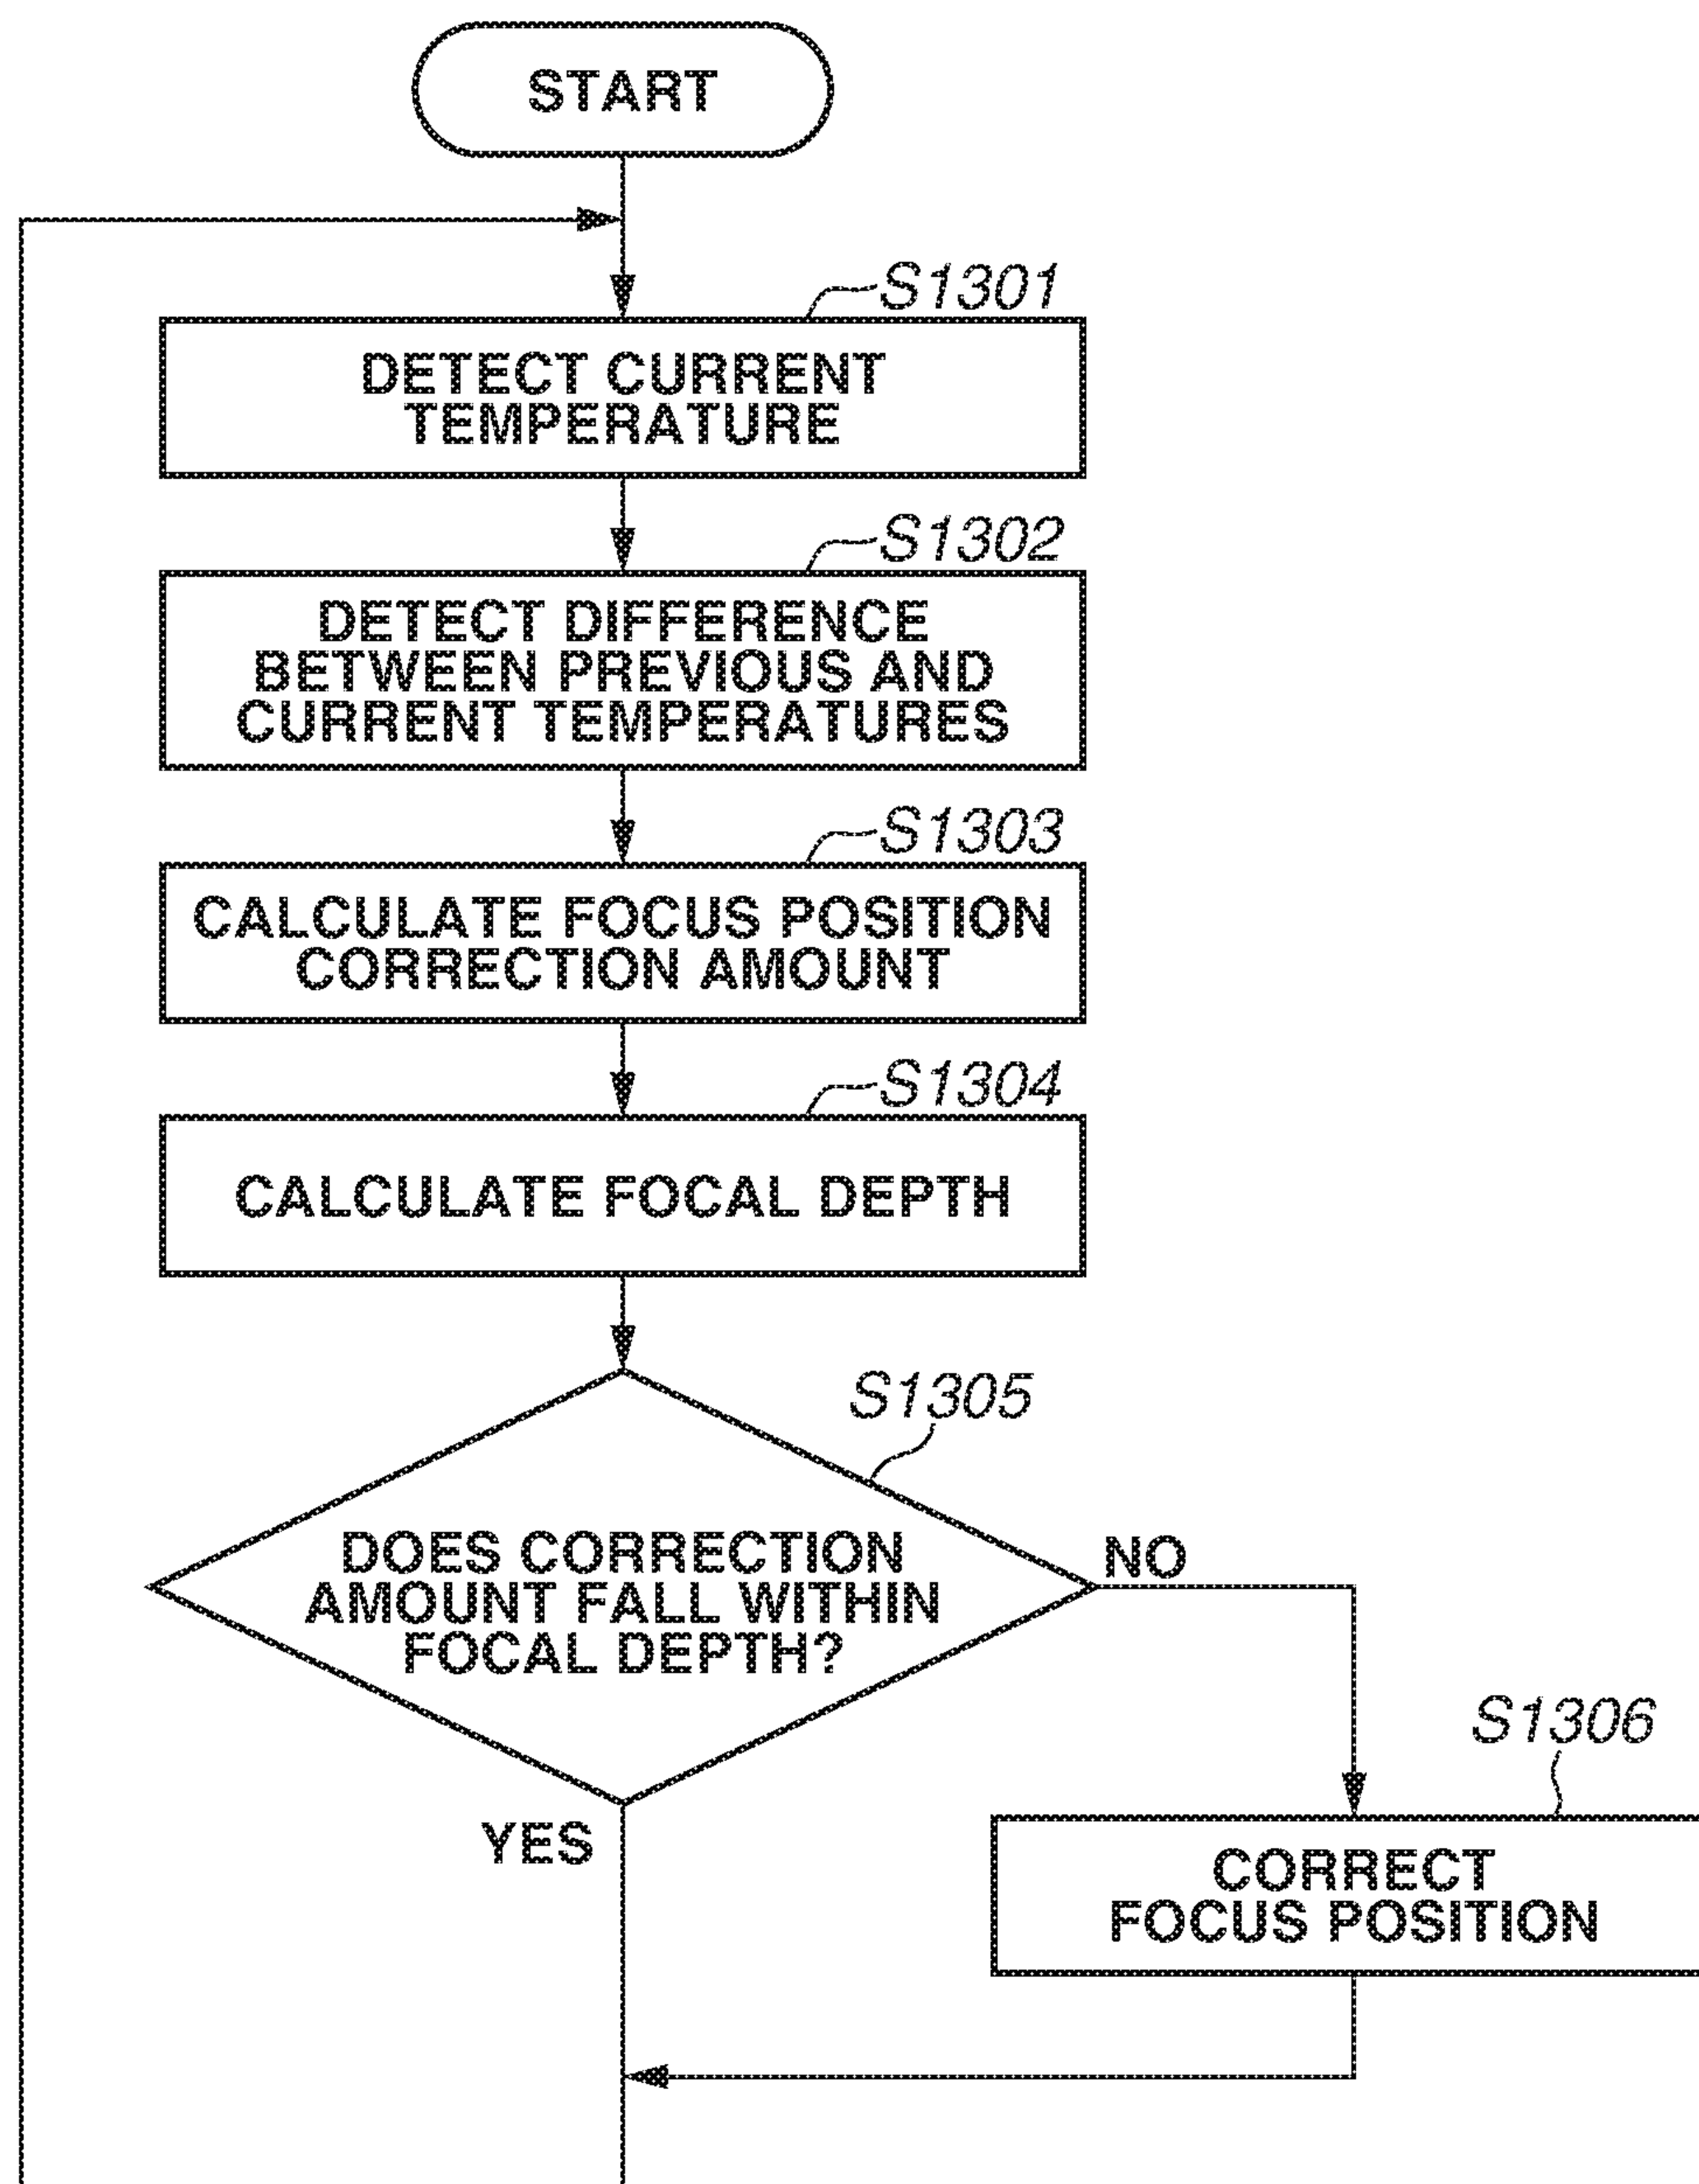 START
S1301
DETECT CURRENT
TEMPERATURE
S1302
DETECT DIFFERENCE
BETWEEN PREVIOUS AND
CURRENT TEMPERATURES
S1303
CALCULATE FOCUS POSITION
CORRECTION AMOUNT
S1304
CALCULATE FOCAL DEPTH
S1305
DOES CORRECTION
AMOUNT FALL WITHIN
FOCAL DEPTH?
NO
YES
S1306
CORRECT
FOCUS POSITION